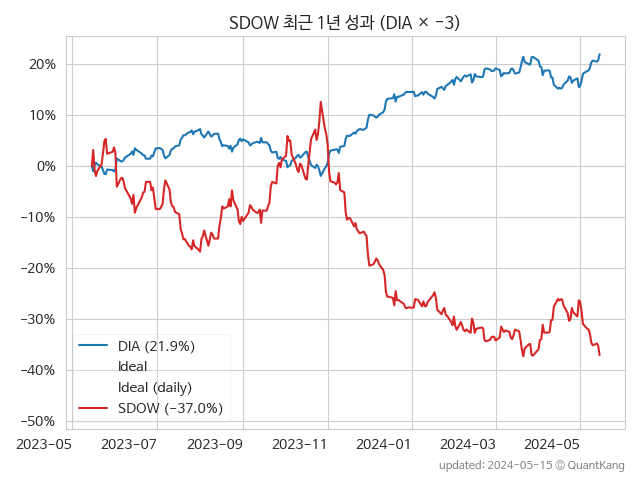 SDOW 최근 1년 성과 (DIA × −3)
20%
10%
0%
−10%
−20%
−30%
−40%
−50%
DIA (21.9%)
Ideal
Ideal (daily)
SDOW (−37.0%)
2023-05
2023-07
2023-09
2023-11
2024-01
2024-03
2024-05
updated: 2024-05-15 ⓒ QuantKang